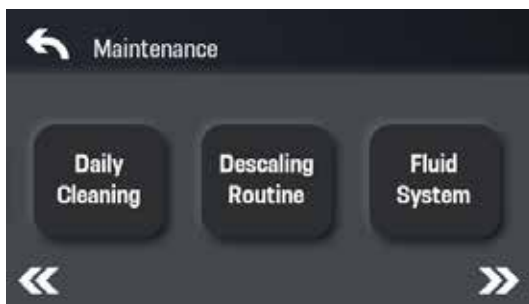 Maintenance
Daily
Cleaning
Descaling
Routine
Fluid
System